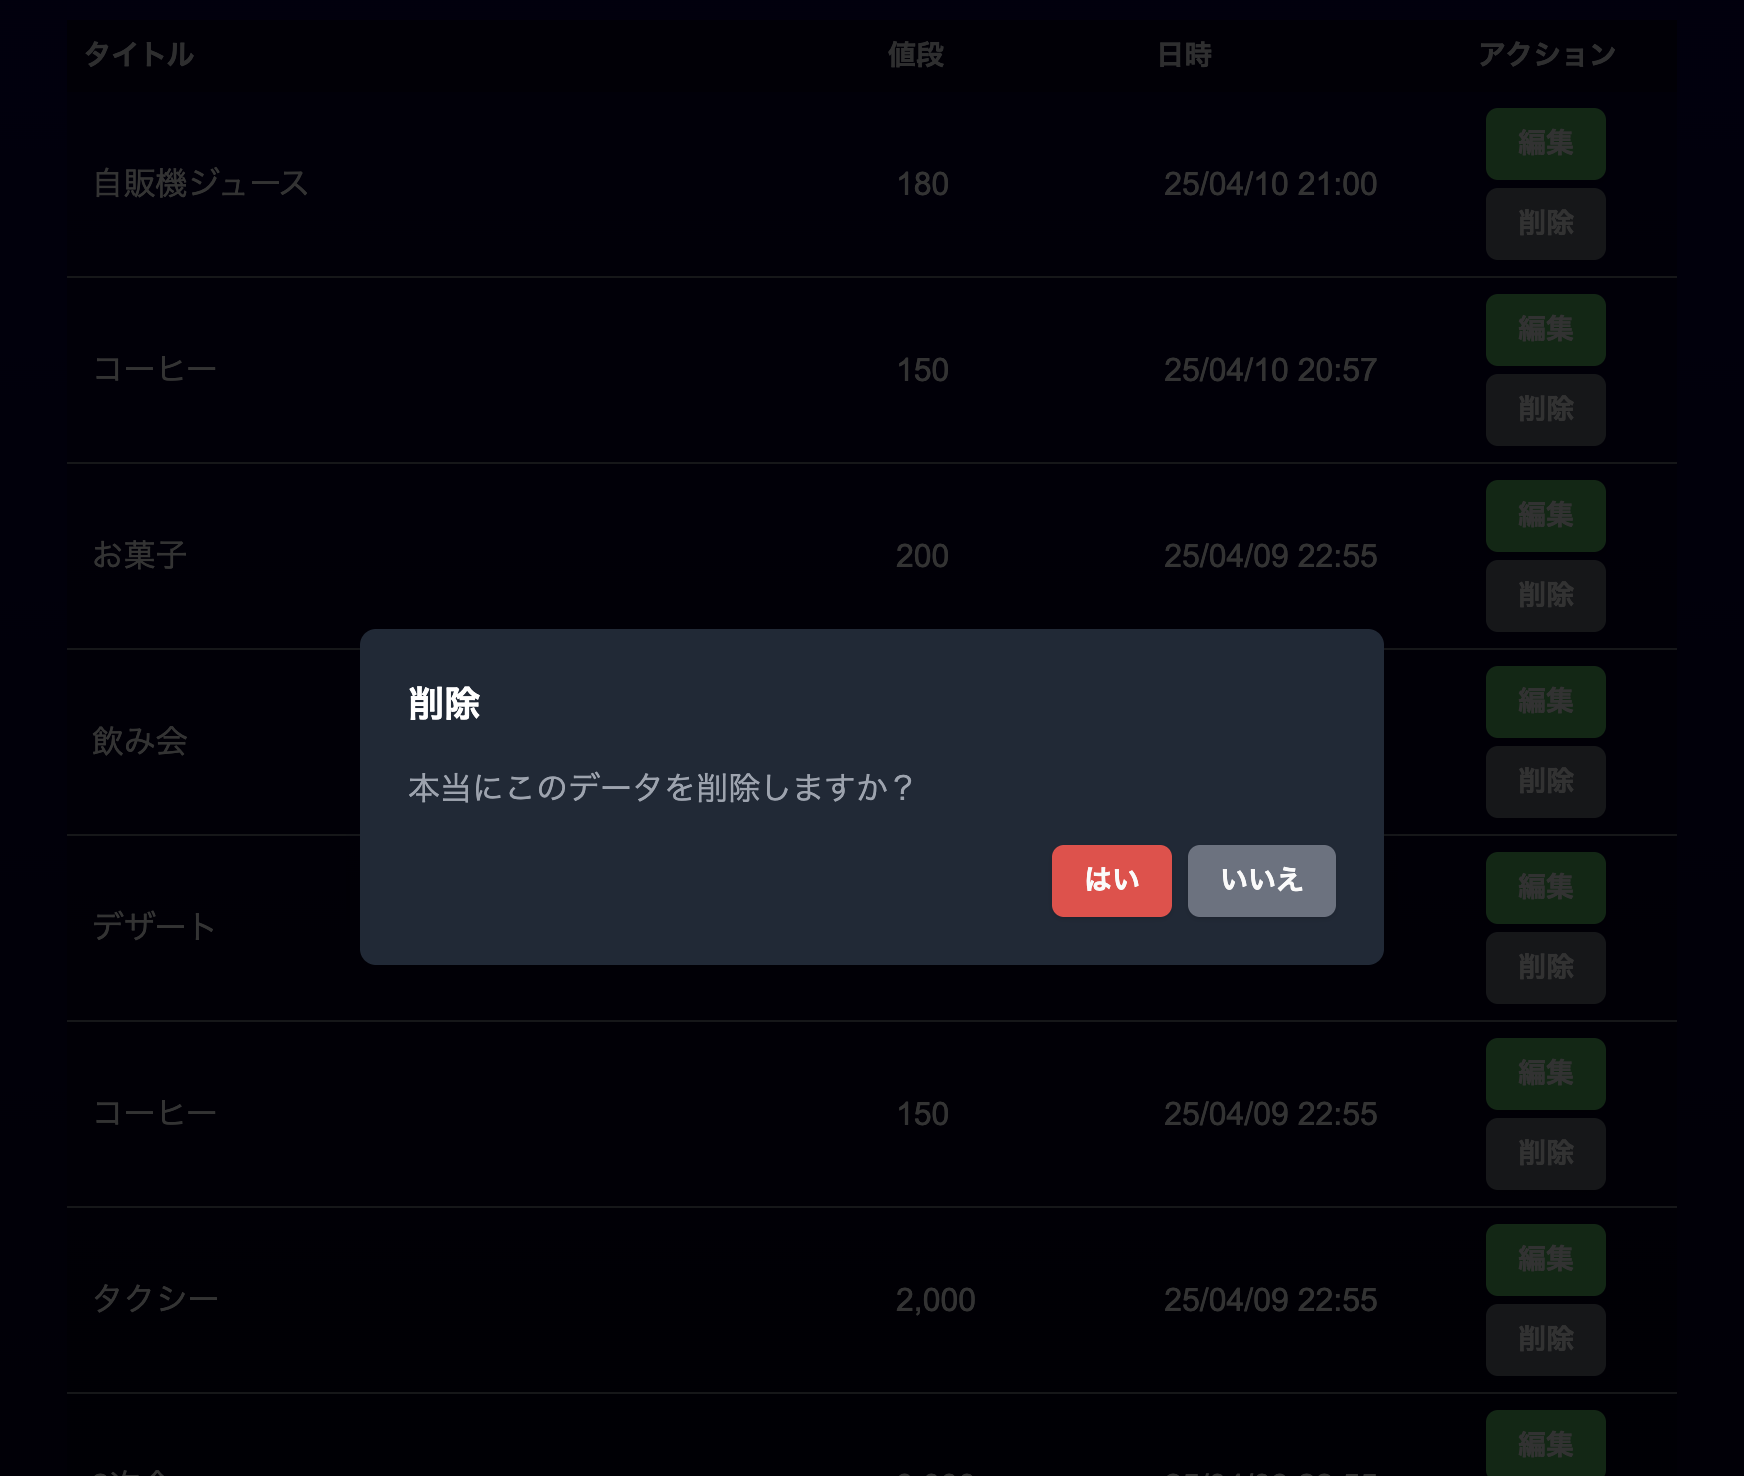 タイトル 値段 日時 アクション
編集
自販機ジュース 180 25/04/10 21:00
削除
編集
コーヒー 150 25/04/10 20:57
削除
編集
お菓子 200 25/04/09 22:55
削除
編集
飲み会
削除
削除
本当にこのデータを削除しますか？
はい いいえ
編集
デザート
削除
編集
コーヒー 150 25/04/09 22:55
削除
編集
タクシー 2,000 25/04/09 22:55
削除
編集